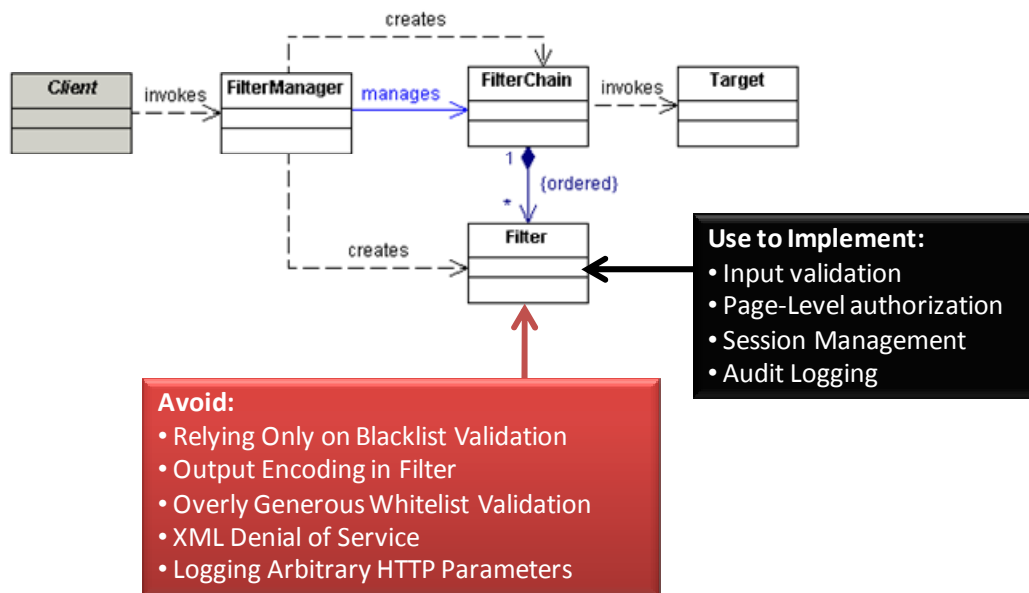 creates
Client
invokes
FilterManager
manages
FilterChain
invokes
Target
1
{ordered}
*
creates
Filter
Use to Implement:
• Input validation
• Page-Level authorization
• Session Management
• Audit Logging
Avoid:
• Relying Only on Blacklist Validation
• Output Encoding in Filter
• Overly Generous Whitelist Validation
• XML Denial of Service
• Logging Arbitrary HTTP Parameters